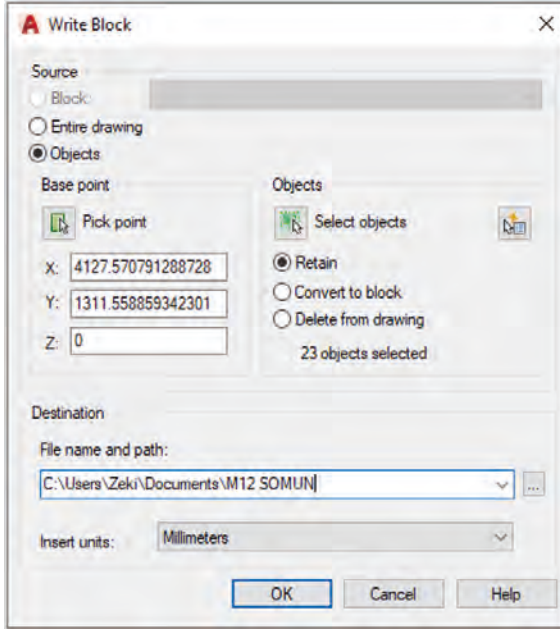 A Write Block
Source
Block:
Entire drawing
Objects
Base point
Pick point
X: 4127.570791288728
Y: 1311.558859342301
Z: 0
Objects
Select objects
Retain
Convert to block
Delete from drawing
23 objects selected
Destination
File name and path:
C:\Users\Zeki\Documents\M12 SOMUN
...
Insert units: Millimeters
OK Cancel Help